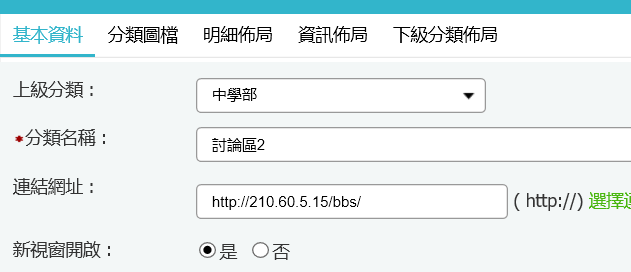 基本資料 分類圖檔 明細佈局 資訊佈局 下級分類佈局
上級分類： 中學部
*分類名稱： 討論區2
連結網址： http://210.60.5.15/bbs/ ( http://) 選擇
新視窗開啟： 是 否